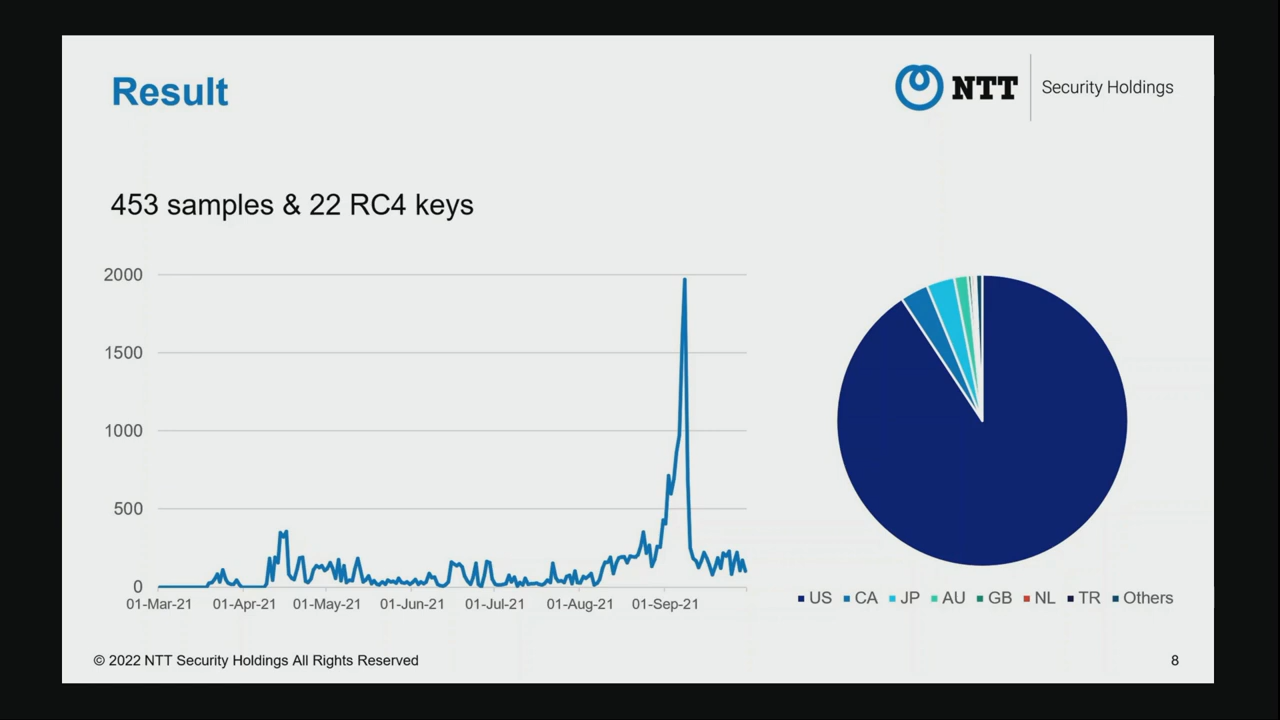 Result
NTT
Security Holdings
453 samples & 22 RC4 keys
2000
1500
1000
500
0
01-Mar-21 01-Apr-21 01-May-21 01-Jun-21 01-Jul-21 01-Aug-21 01-Sep-21
US CA JP AU GB NL TR Others
© 2022 NTT Security Holdings All Rights Reserved
8